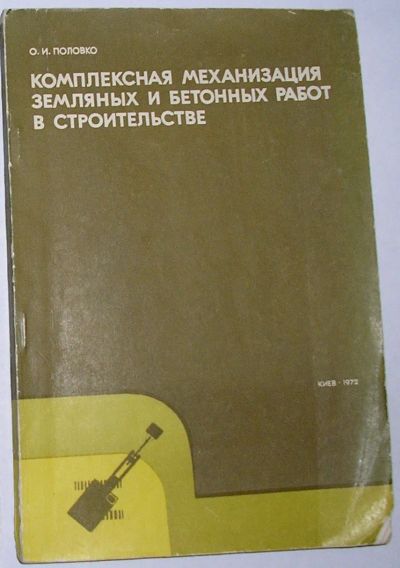 О. И. ПОЛОВКО
КОМПЛЕКСНАЯ МЕХАНИЗАЦИЯ
ЗЕМЛЯНЫХ И БЕТОННЫХ РАБОТ
В СТРОИТЕЛЬСТВЕ
КИЕВ - 1972